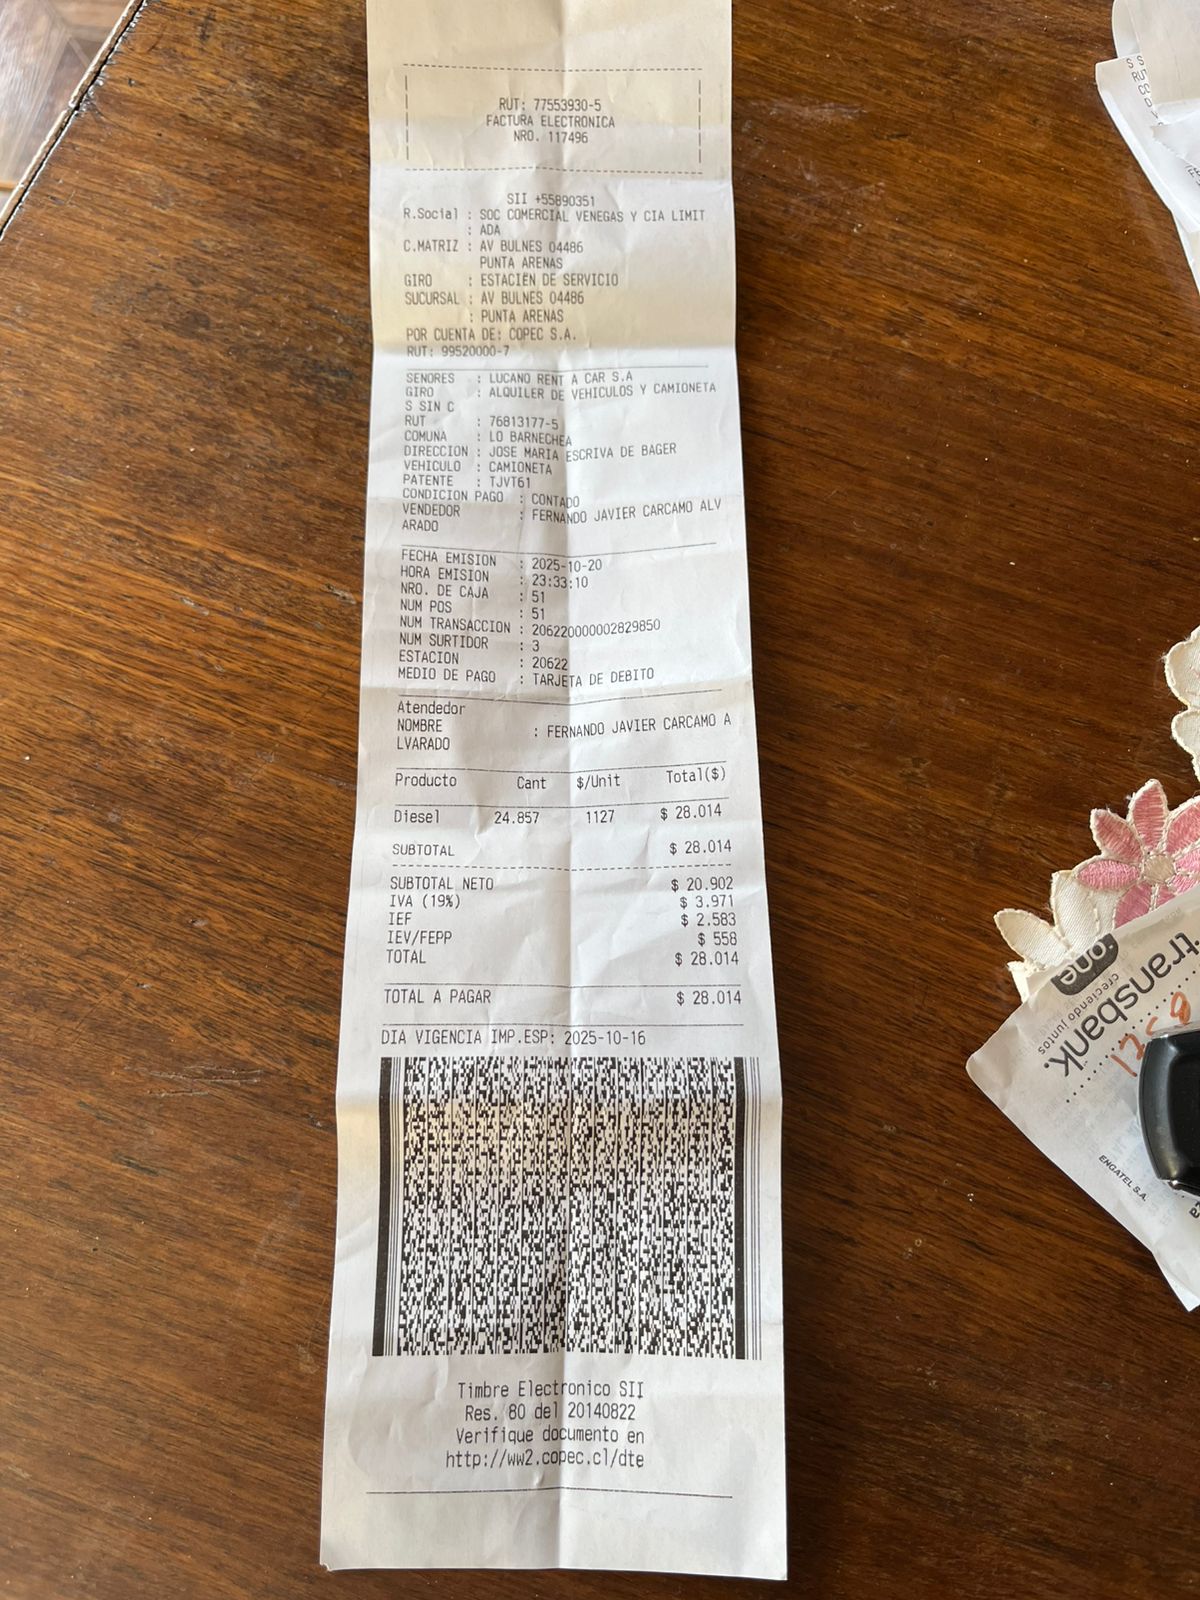 RUT: 77553930-5
FACTURA ELECTRONICA
NRO. 117496
SII +55890351
R.Social : SOC COMERCIAL VENEGAS Y CIA LIMIT
: ADA
C.MATRIZ : AV BULNES 04486
PUNTA ARENAS
GIRO : ESTACIËN DE SERVICIO
SUCURSAL : AV BULNES 04486
: PUNTA ARENAS
POR CUENTA DE: COPEC S.A.
RUT: 99520000-7
SENORES : LUCANO RENT A CAR S.A
GIRO : ALQUILER DE VEHICULOS Y CAMIONETA
S SIN C
RUT : 76813177-5
COMUNA : LO BARNECHEA
DIRECCION : JOSE MARIA ESCRIVA DE BAGER
VEHICULO : CAMIONETA
PATENTE : TJVT61
CONDICION PAGO : CONTADO
VENDEDOR : FERNANDO JAVIER CARCAMO ALV
ARADO
FECHA EMISION : 2025-10-20
HORA EMISION : 23:33:10
NRO. DE CAJA : 51
NUM POS : 51
NUM TRANSACCION : 206220000002829850
NUM SURTIDOR : 3
ESTACION : 20622
MEDIO DE PAGO : TARJETA DE DEBITO
Atendedor
NOMBRE : FERNANDO JAVIER CARCAMO A
LVARADO
Producto Cant $/Unit Total($)
Diesel 24.857 1127 $ 28.014
SUBTOTAL $ 28.014
SUBTOTAL NETO $ 20.902
IVA (19%) $ 3.971
IEF $ 2.583
IEV/FEPP $ 558
TOTAL $ 28.014
TOTAL A PAGAR $ 28.014
DIA VIGENCIA IMP.ESP: 2025-10-16
Timbre Electronico SII
Res. 80 del 20140822
Verifique documento en
http://ww2.copec.cl/dte
transbank.
creciendo juntos
ENGATEL S.A.